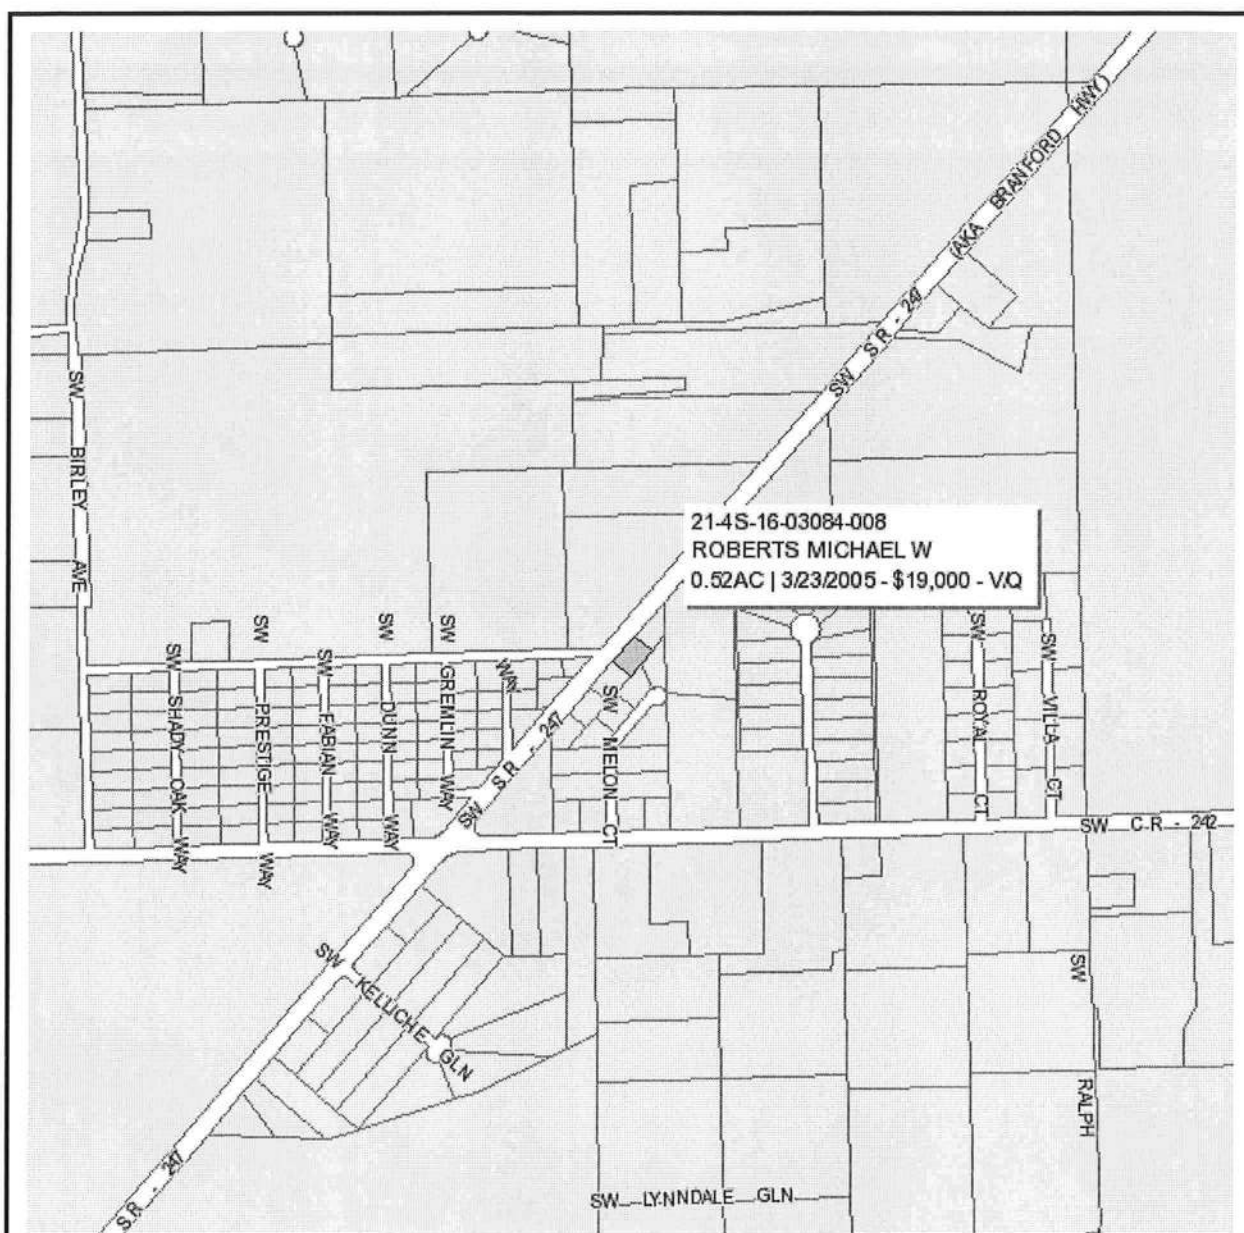 (AKA BRANFORD HWY)
SW S.R - 247
SW BIRLEY AVE
21-4S-16-03084-008
ROBERTS MICHAEL W
0.52AC | 3/23/2005 - $19,000 - V/Q
SW SHADY OAK WAY
SW PRESTIGE WAY
SW FABIAN WAY
SW DUNN WAY
SW GREMLIN WAY
WAY
SW S.R - 247
SW MELON CT
SW ROYAL CT
SW VILLA CT
SW C.R - 242
SW KELLICHE GLN
SW RALPH
S.R - 247
SW LYNNDALE GLN